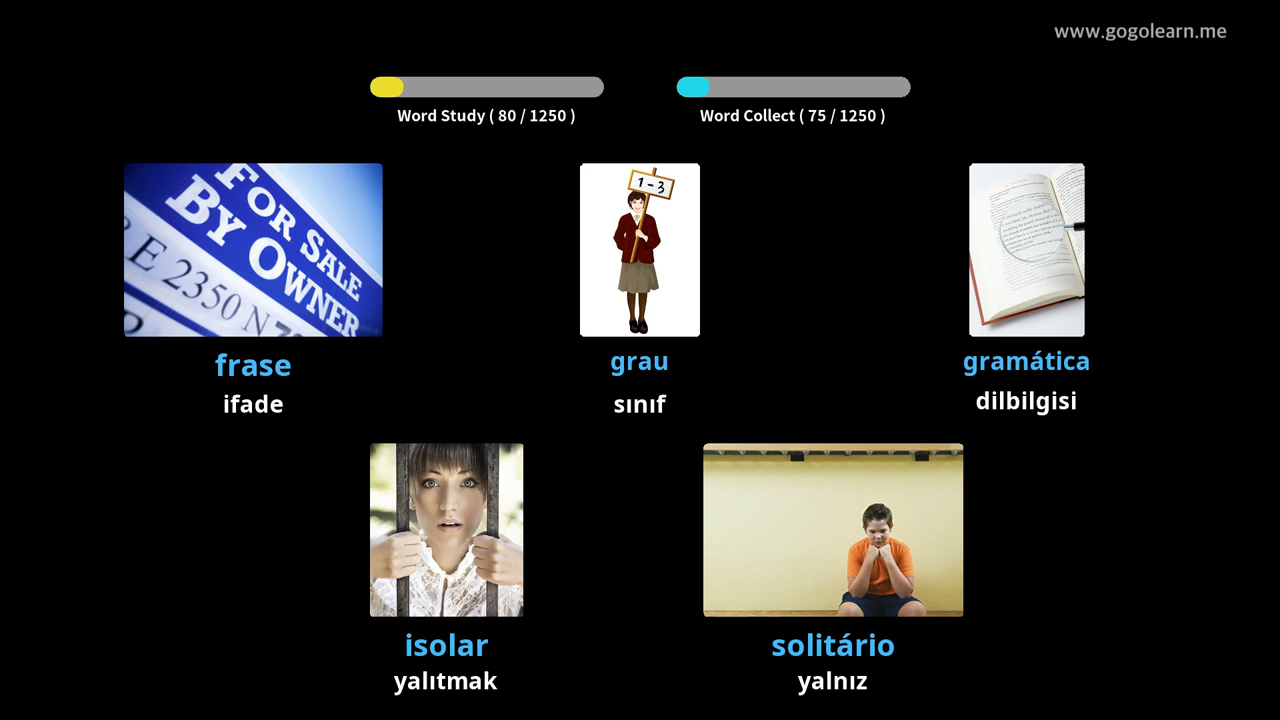 www.gogolearn.me
Word Study ( 80 / 1250 )
Word Collect ( 75 / 1250 )
FOR SALE
BY OWNER
E 2350 N
1 - 3
frase
grau
gramática
ifade
sınıf
dilbilgisi
isolar
solitário
yalıtmak
yalnız